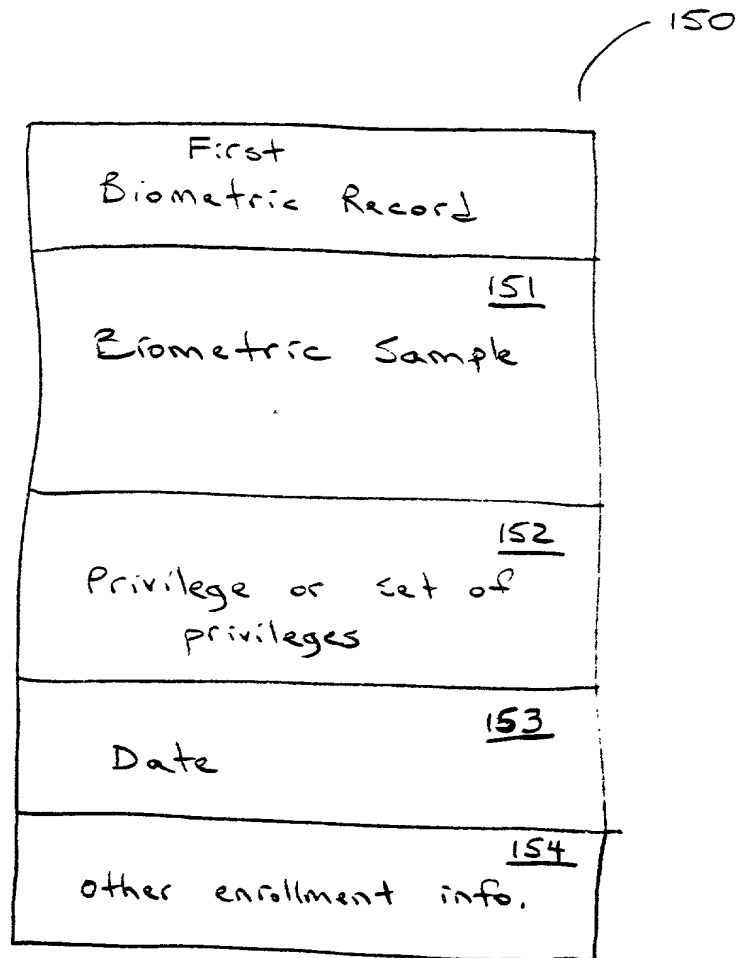 150
First
Biometric Record
151
Biometric Sample
152
Privilege or set of
privileges
153
Date
154
other enrollment info.